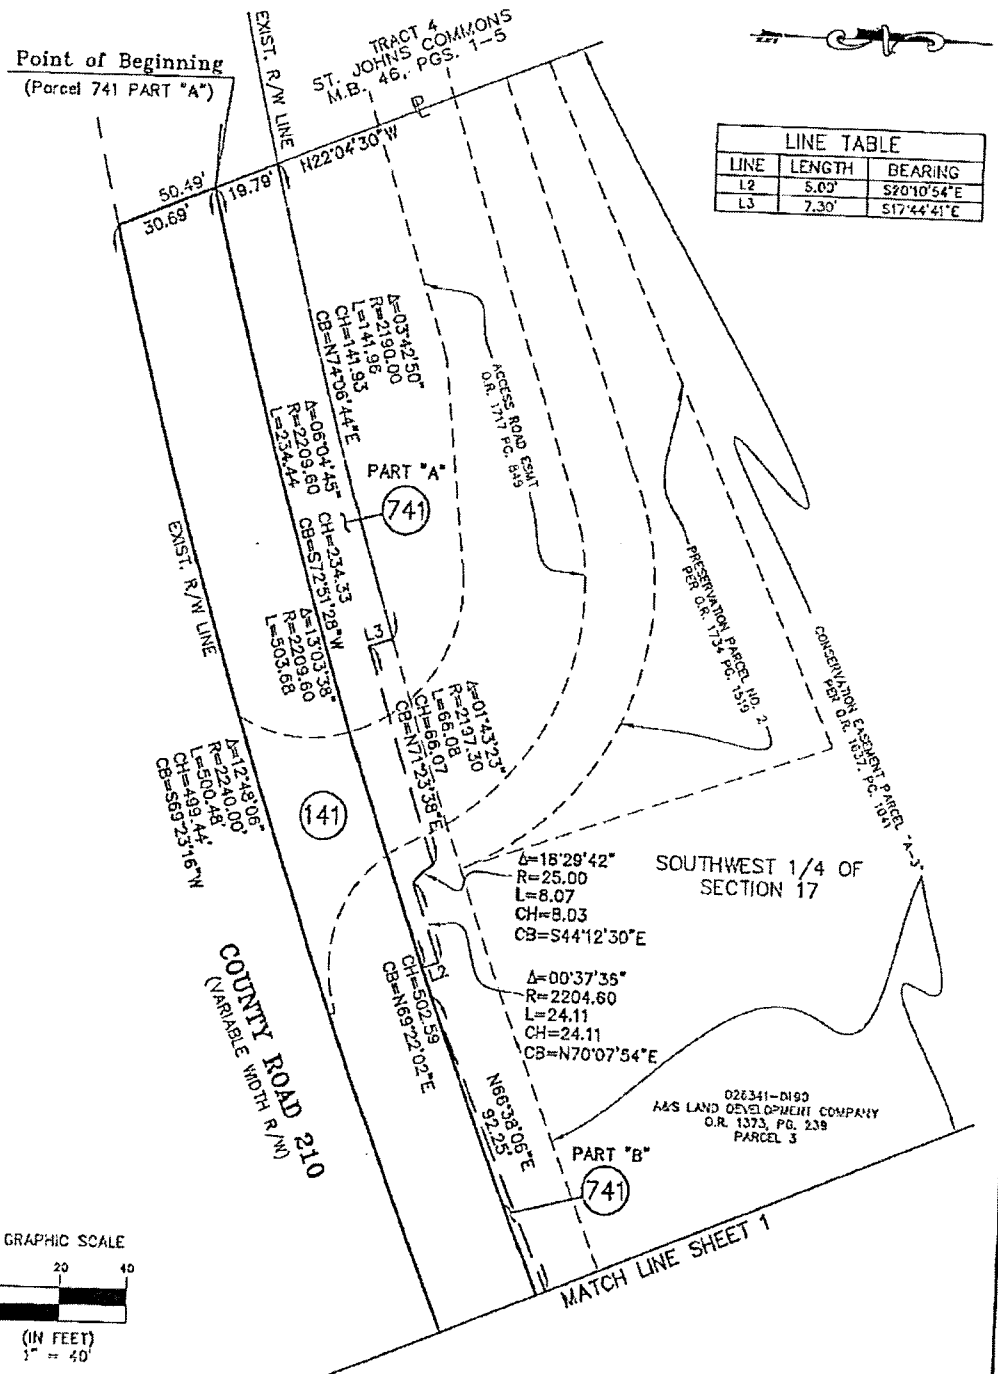 Point of Beginning
(Parcel 741 PART "A")
EXIST. R/W LINE
TRACT 4
ST. JOHNS COMMONS
M.B. 46, PGS. 1-5
N22°04'30"W
50.49'
30.69'
19.79'
LINE TABLE
LINE LENGTH BEARING
L2 5.00' S20°10'54"E
L3 7.30' S17°44'41"E
Δ=03°42'50"
R=2190.00
L=141.96
CH=141.93
CB=N74°06'44"E
Δ=06°04'45"
R=2209.60
L=234.44
CH=234.33
CB=S72°51'28"W
PART "A"
741
ACCESS ROAD ESMT
O.R. 1717 PG. 849
EXIST. R/W LINE
Δ=13°03'38"
R=2209.60
L=503.68
L3
PRESERVATION PARCEL NO. 2
PER O.R. 1734 PG. 1519
CONSERVATION EASEMENT PARCEL "A-3"
PER O.R. 1637, PG. 1041
Δ=01°43'23"
R=2197.30
L=66.08
CH=66.07
CB=N71°23'38"E
Δ=12°48'06"
R=2240.00'
L=500.48'
CH=499.44'
CB=S69°23'16"W
141
Δ=18°29'42"
R=25.00
L=8.07
CH=8.03
CB=S44°12'30"E
SOUTHWEST 1/4 OF
SECTION 17
L2
CH=502.59
CB=N69°22'02"E
Δ=00°37'36"
R=2204.60
L=24.11
CH=24.11
CB=N70°07'54"E
COUNTY ROAD 210
(VARIABLE WIDTH R/W)
N66°38'06"E
92.25'
A&S LAND DEVELOPMENT COMPANY
O.R. 1373, PG. 239
PARCEL 3
PART "B"
741
MATCH LINE SHEET 1
GRAPHIC SCALE
20 40
(IN FEET)
1" = 40'